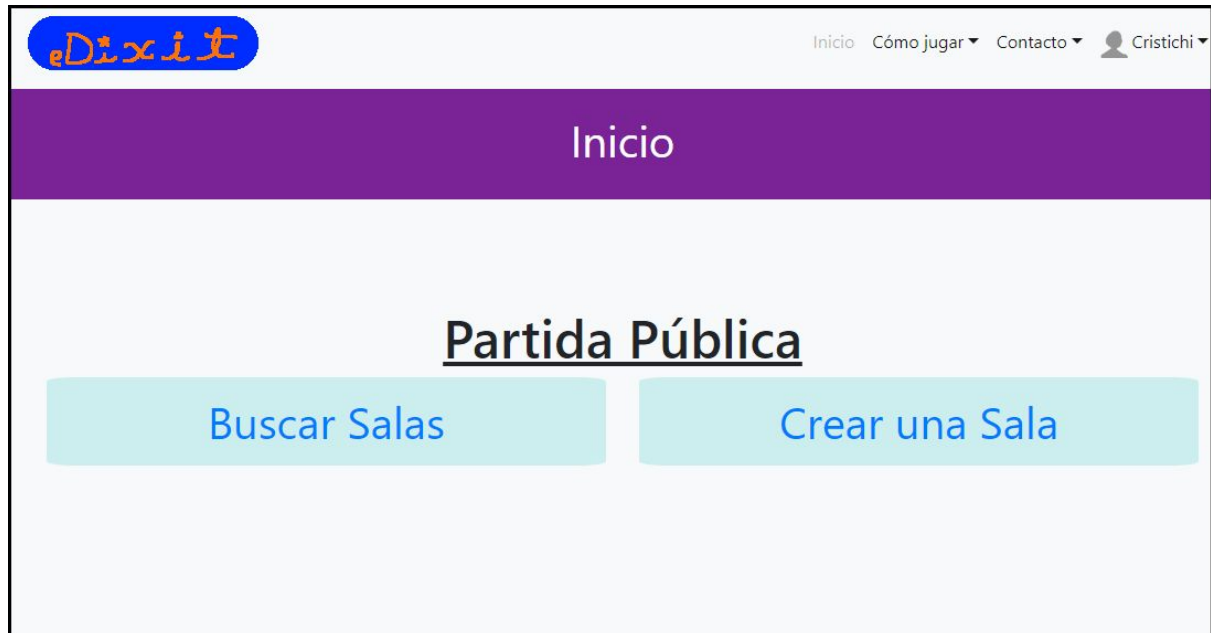 eDixit
Inicio Cómo jugar Contacto Cristichi
Inicio
Partida Pública
Buscar Salas Crear una Sala